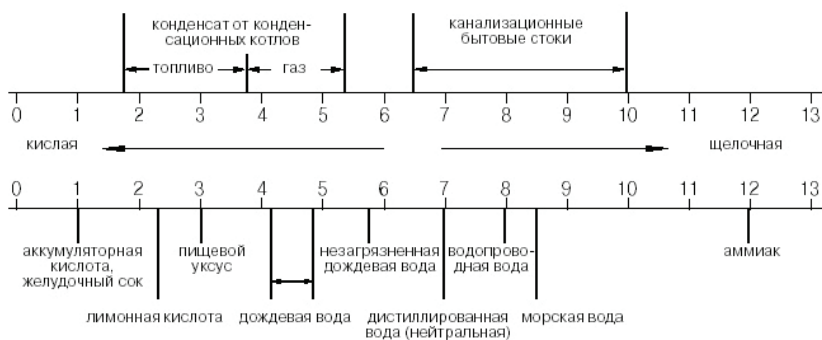 конденсат от конден-
сационных котлов
канализационные
бытовые стоки
топливо газ
0 1 2 3 4 5 6 7 8 9 10 11 12 13
кислая щелочная
0 1 2 3 4 5 6 7 8 9 10 11 12 13
аккумуляторная
кислота,
желудочный сок
пищевой
уксус
незагрязненная
дождевая вода
водопрово-
дная вода
аммиак
лимонная кислота
дождевая вода
дистиллированная
вода (нейтральная)
морская вода